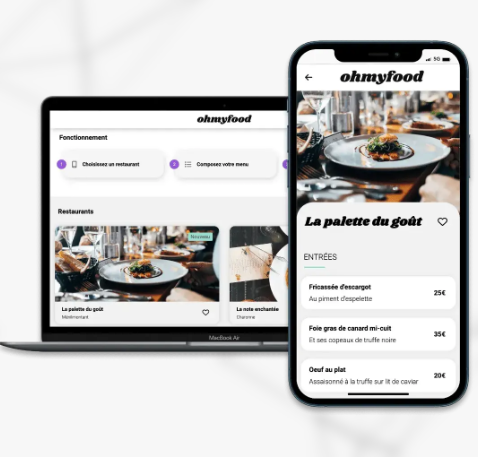 ohmyfood
Fonctionnement
1 Choisissez un restaurant
2 Composez votre menu
Restaurants
Nouveau
La palette du goût
Ménilmontant
La note enchantée
Charonne
MacBook Air
5G
ohmyfood
La palette du goût
ENTRÉES
Fricassée d'escargot
Au piment d'espelette
25€
Foie gras de canard mi-cuit
Et ses copeaux de truffe noire
35€
Oeuf au plat
Assaisonné à la truffe sur lit de caviar
20€